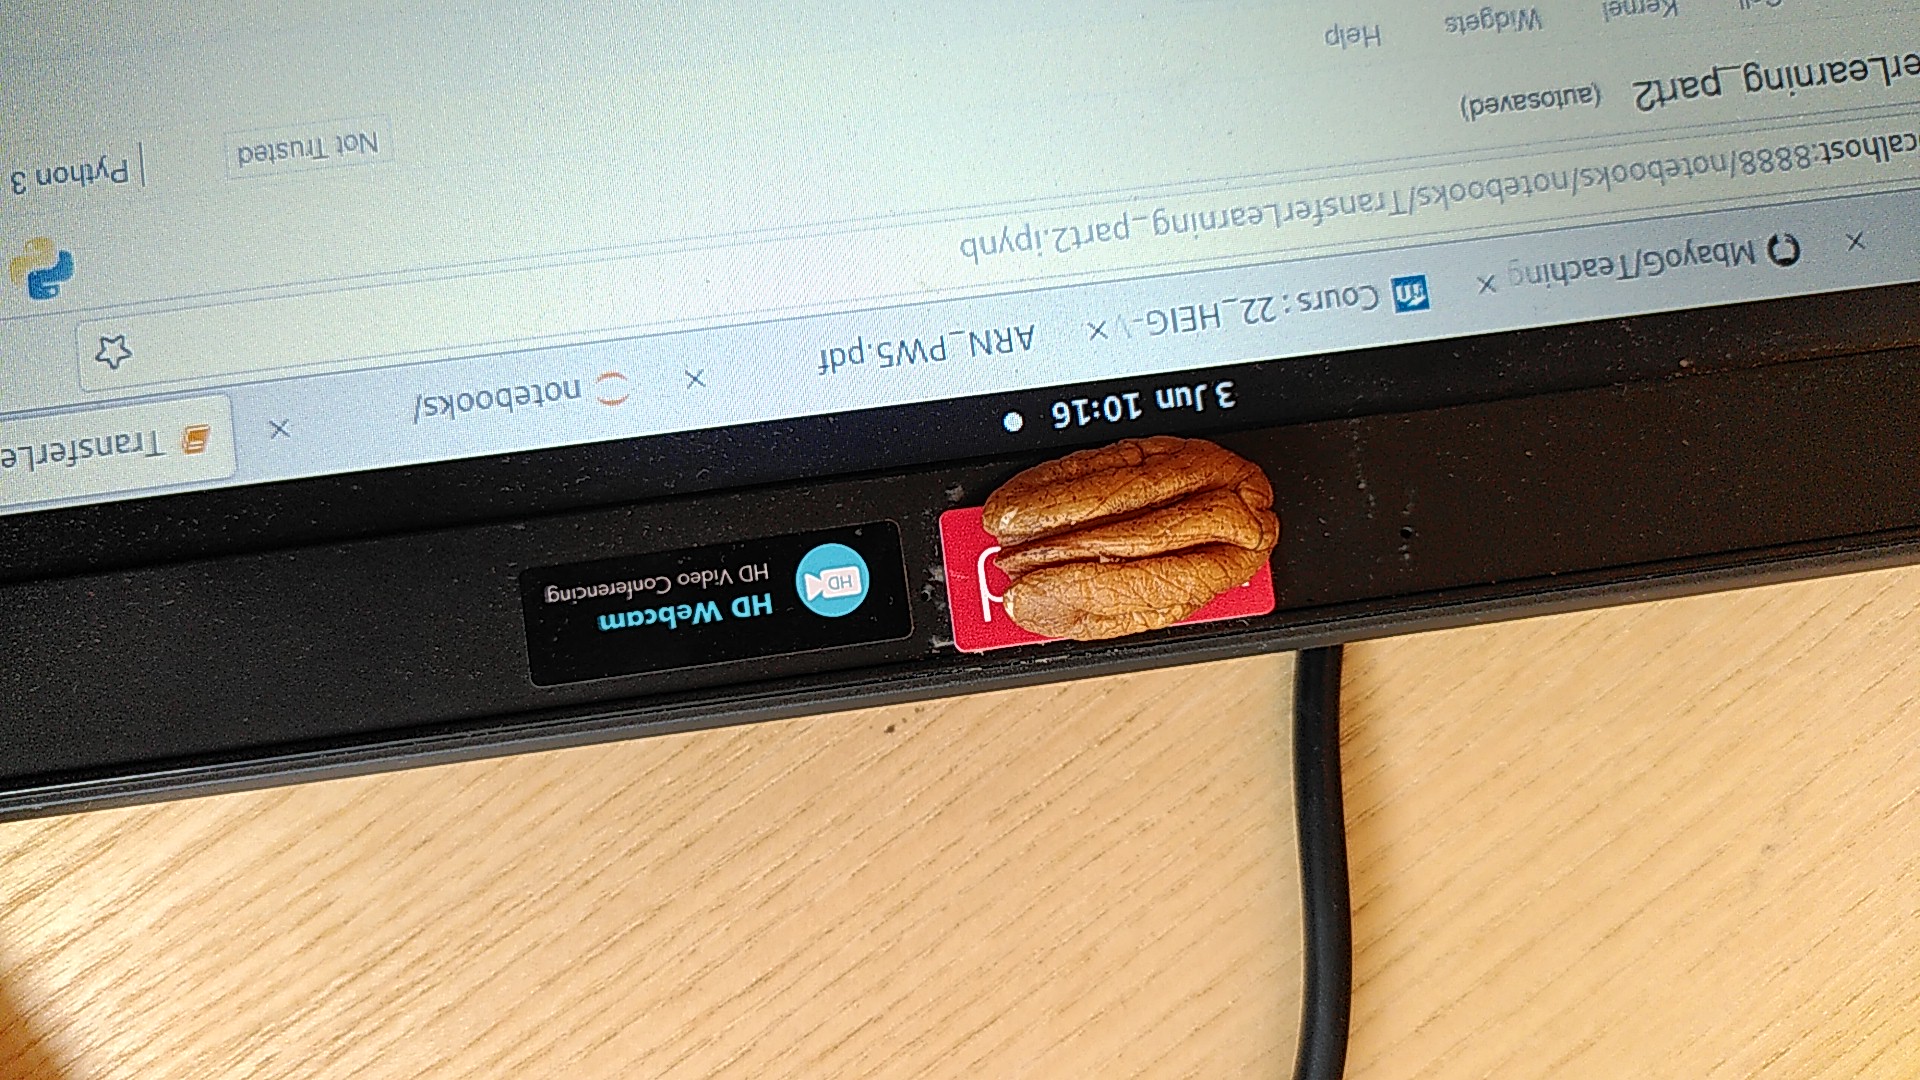 HD Webcam
HD Video Conferencing
HD
3 Jun 10:16
MbayoG/Teaching Cours : 22_HEIG-V ARN_PW5.pdf notebooks/ TransferLe
calhost:8888/notebooks/notebooks/TransferLearning_part2.ipynb
erLearning_part2 (autosaved)
Kernel Widgets Help Not Trusted Python 3